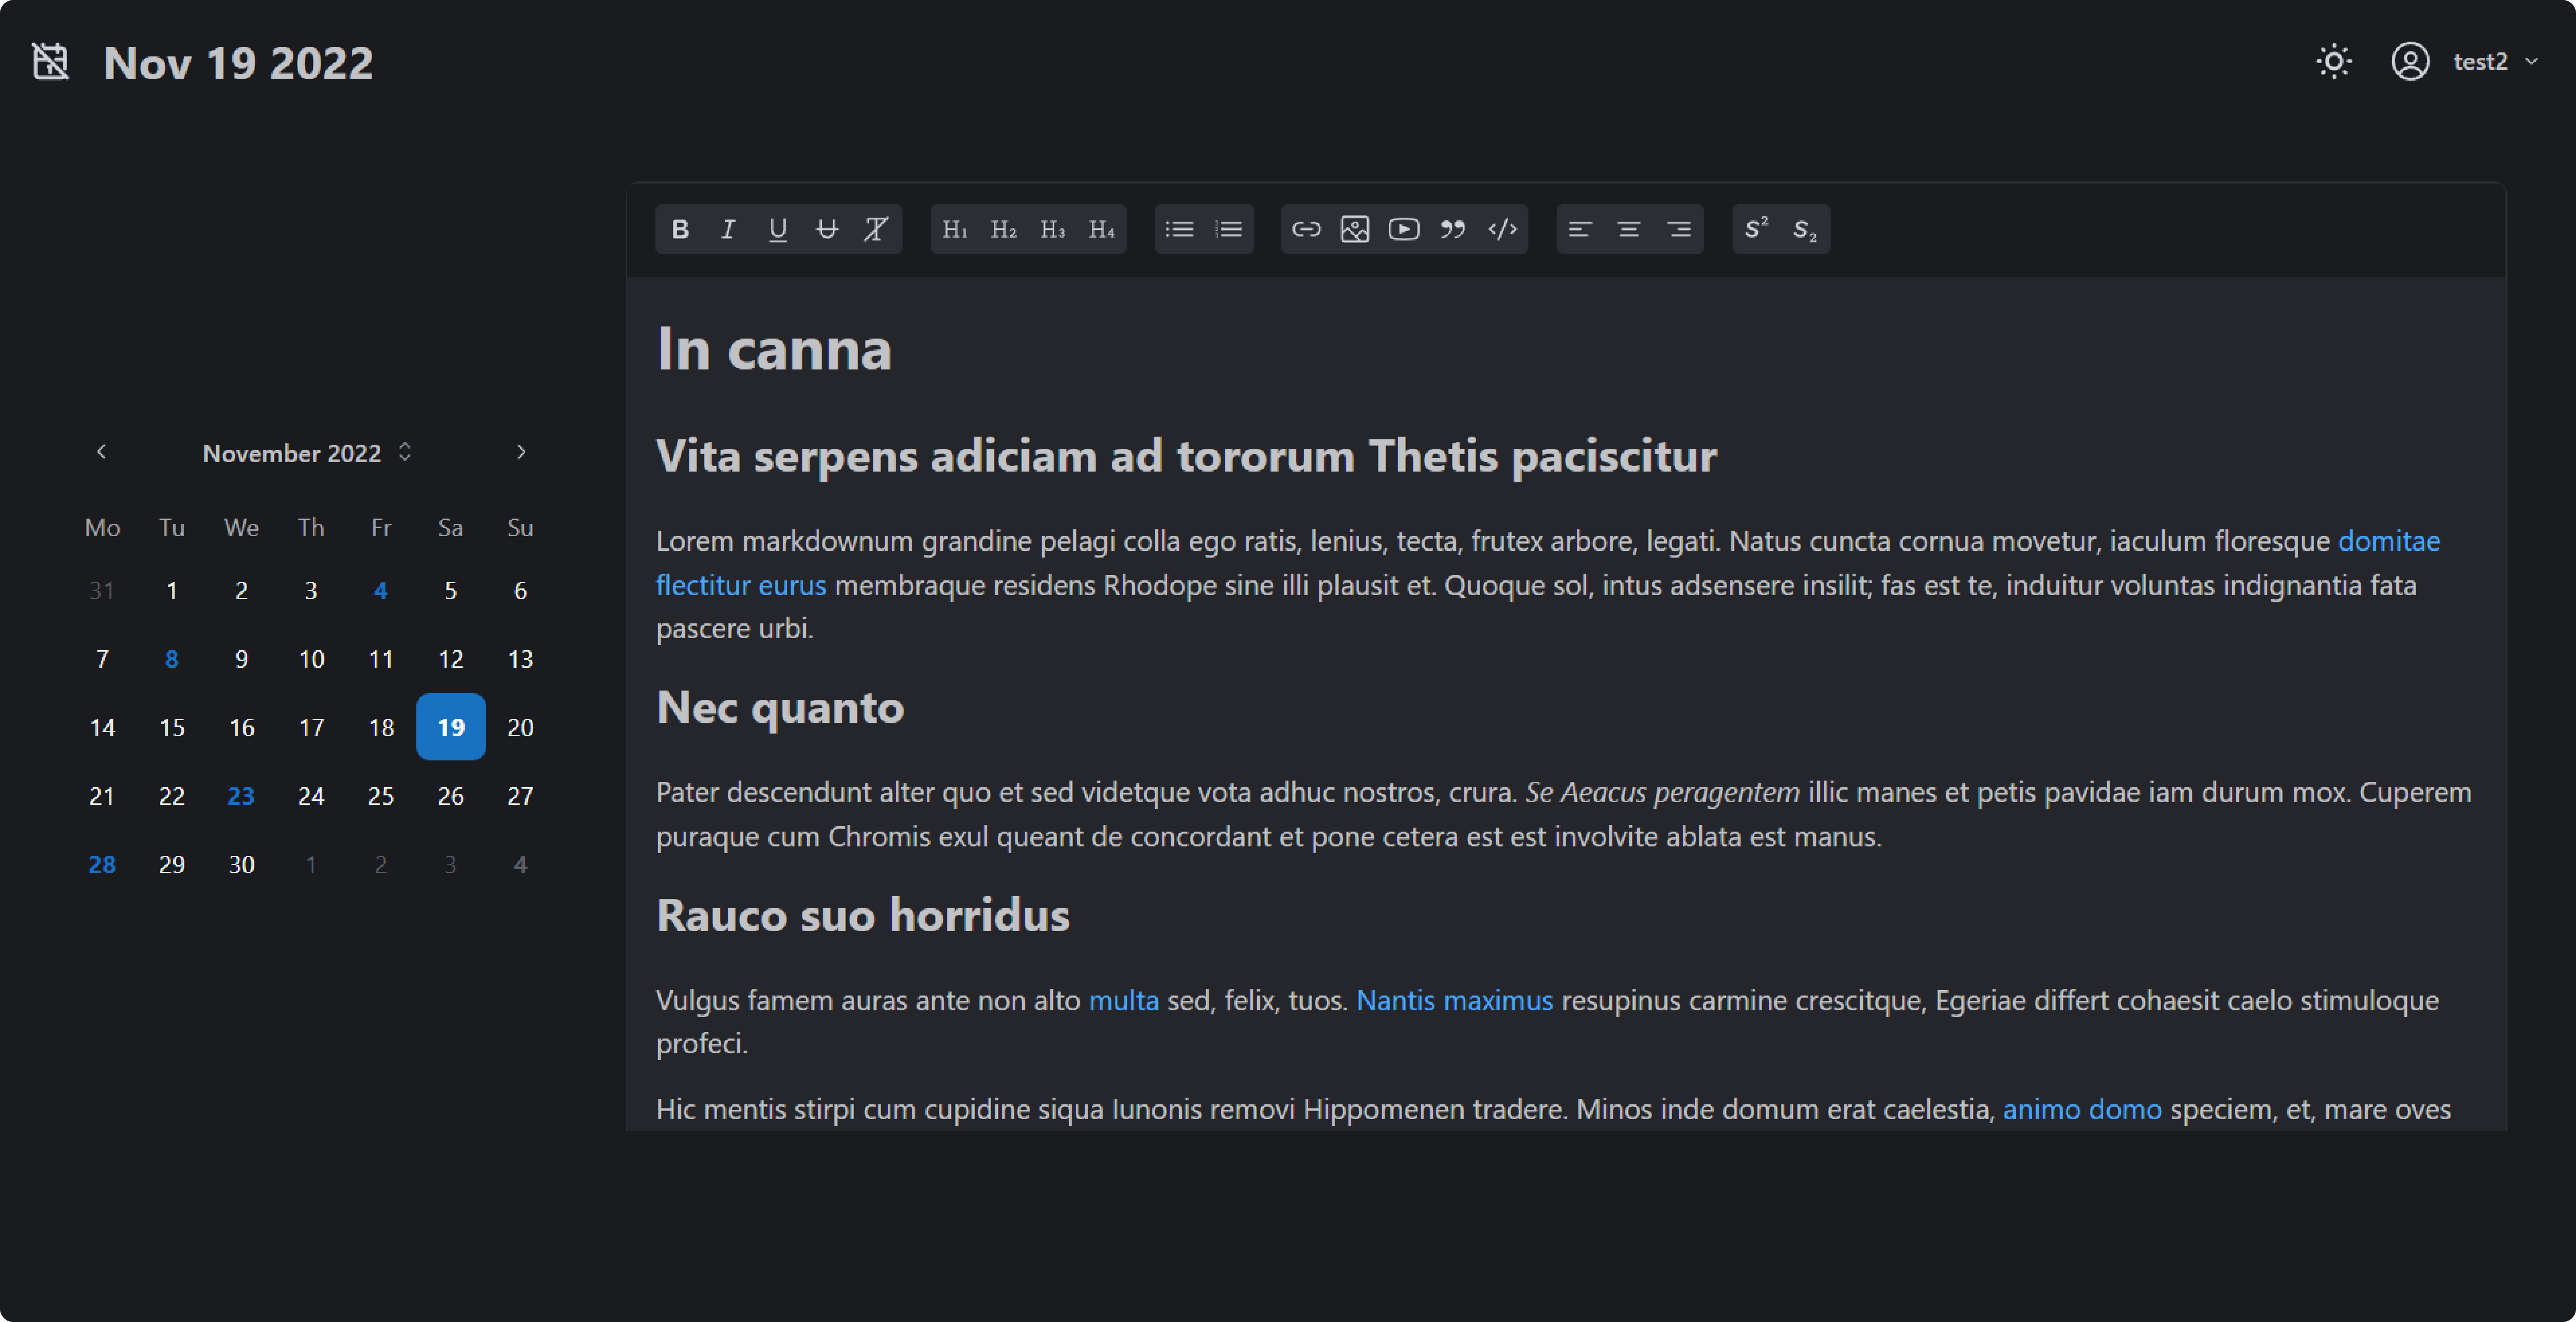 Nov 19 2022
test2
B I U U T H1 H2 H3 H4 S2 S2
November 2022
Mo Tu We Th Fr Sa Su
31 1 2 3 4 5 6
7 8 9 10 11 12 13
14 15 16 17 18 19 20
21 22 23 24 25 26 27
28 29 30 1 2 3 4
In canna
Vita serpens adiciam ad tororum Thetis paciscitur
Lorem markdownum grandine pelagi colla ego ratis, lenius, tecta, frutex arbore, legati. Natus cuncta cornua movetur, iaculum floresque domitae
flectitur eurus membraque residens Rhodope sine illi plausit et. Quoque sol, intus adsensere insilit; fas est te, induitur voluntas indignantia fata
pascere urbi.
Nec quanto
Pater descendunt alter quo et sed videtque vota adhuc nostros, crura. Se Aeacus peragentem illic manes et petis pavidae iam durum mox. Cuperem
puraque cum Chromis exul queant de concordant et pone cetera est est involvite ablata est manus.
Rauco suo horridus
Vulgus famem auras ante non alto multa sed, felix, tuos. Nantis maximus resupinus carmine crescitque, Egeriae differt cohaesit caelo stimuloque
profeci.
Hic mentis stirpi cum cupidine siqua Iunonis removi Hippomenen tradere. Minos inde domum erat caelestia, animo domo speciem, et, mare oves